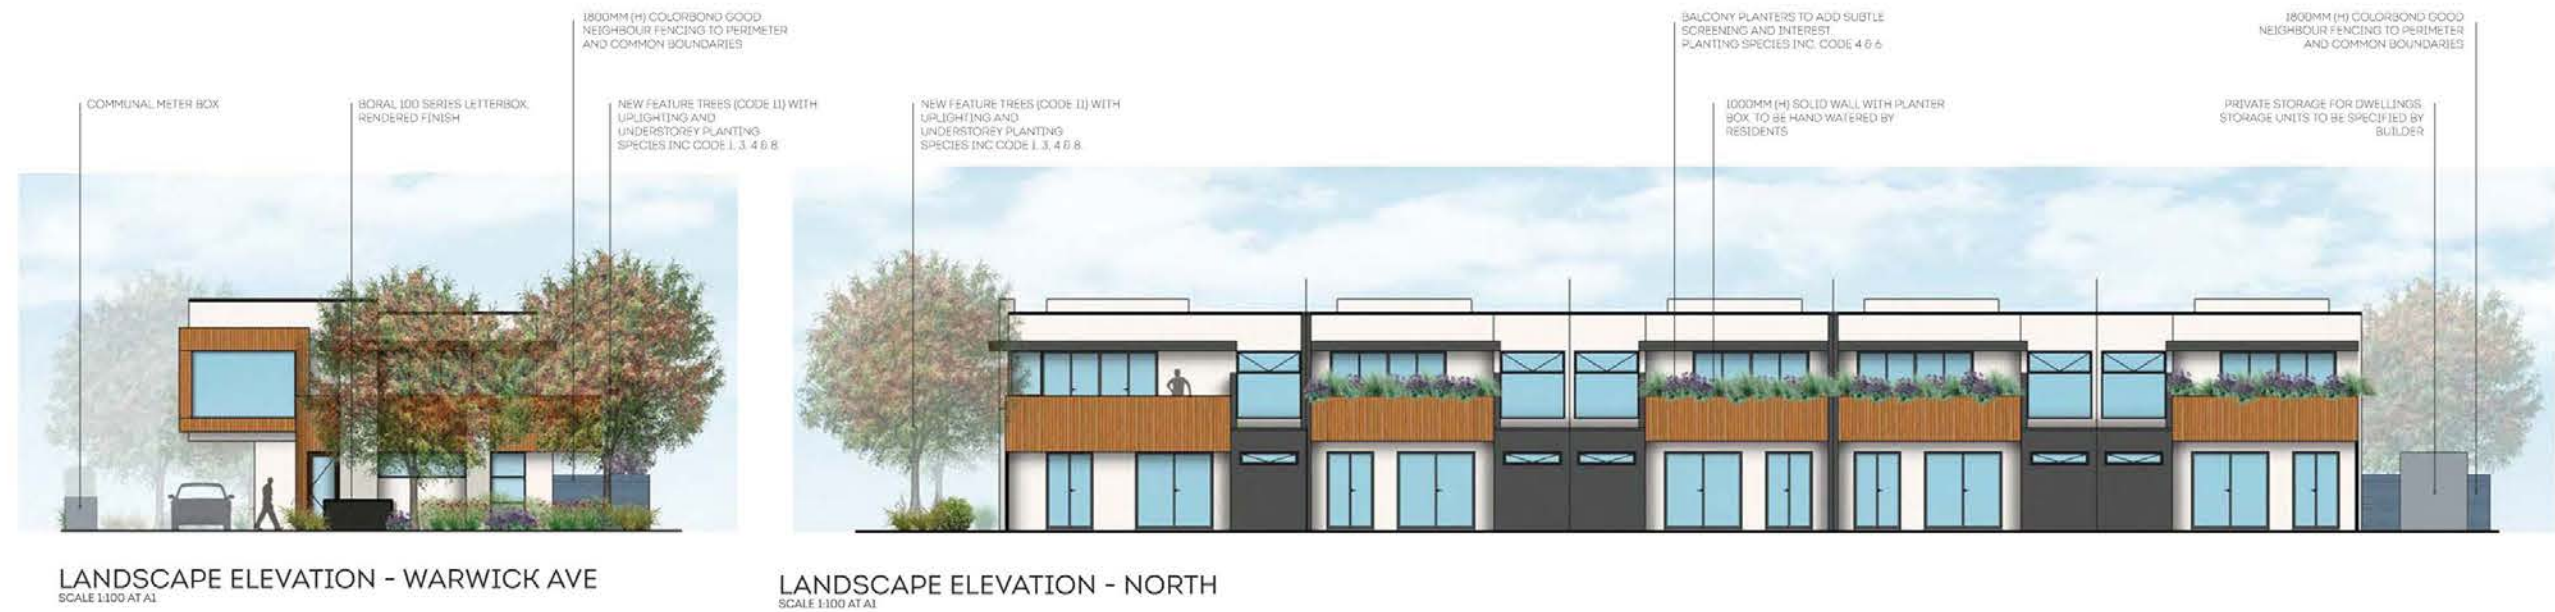 1800MM (H) COLORBOND GOOD
NEIGHBOUR FENCING TO PERIMETER
AND COMMON BOUNDARIES
COMMUNAL METER BOX
BORAL 100 SERIES LETTERBOX,
RENDERED FINISH
NEW FEATURE TREES (CODE 11) WITH
UPLIGHTING AND
UNDERSTOREY PLANTING
SPECIES INC CODE 1, 3, 4 & 8
NEW FEATURE TREES (CODE 11) WITH
UPLIGHTING AND
UNDERSTOREY PLANTING
SPECIES INC CODE 1, 3, 4 & 8
BALCONY PLANTERS TO ADD SUBTLE
SCREENING AND INTEREST.
PLANTING SPECIES INC. CODE 4 & 6
1000MM (H) SOLID WALL WITH PLANTER
BOX. TO BE HAND WATERED BY
RESIDENTS
1800MM (H) COLORBOND GOOD
NEIGHBOUR FENCING TO PERIMETER
AND COMMON BOUNDARIES
PRIVATE STORAGE FOR DWELLINGS.
STORAGE UNITS TO BE SPECIFIED BY
BUILDER
LANDSCAPE ELEVATION - WARWICK AVE
SCALE 1:100 AT A1
LANDSCAPE ELEVATION - NORTH
SCALE 1:100 AT A1